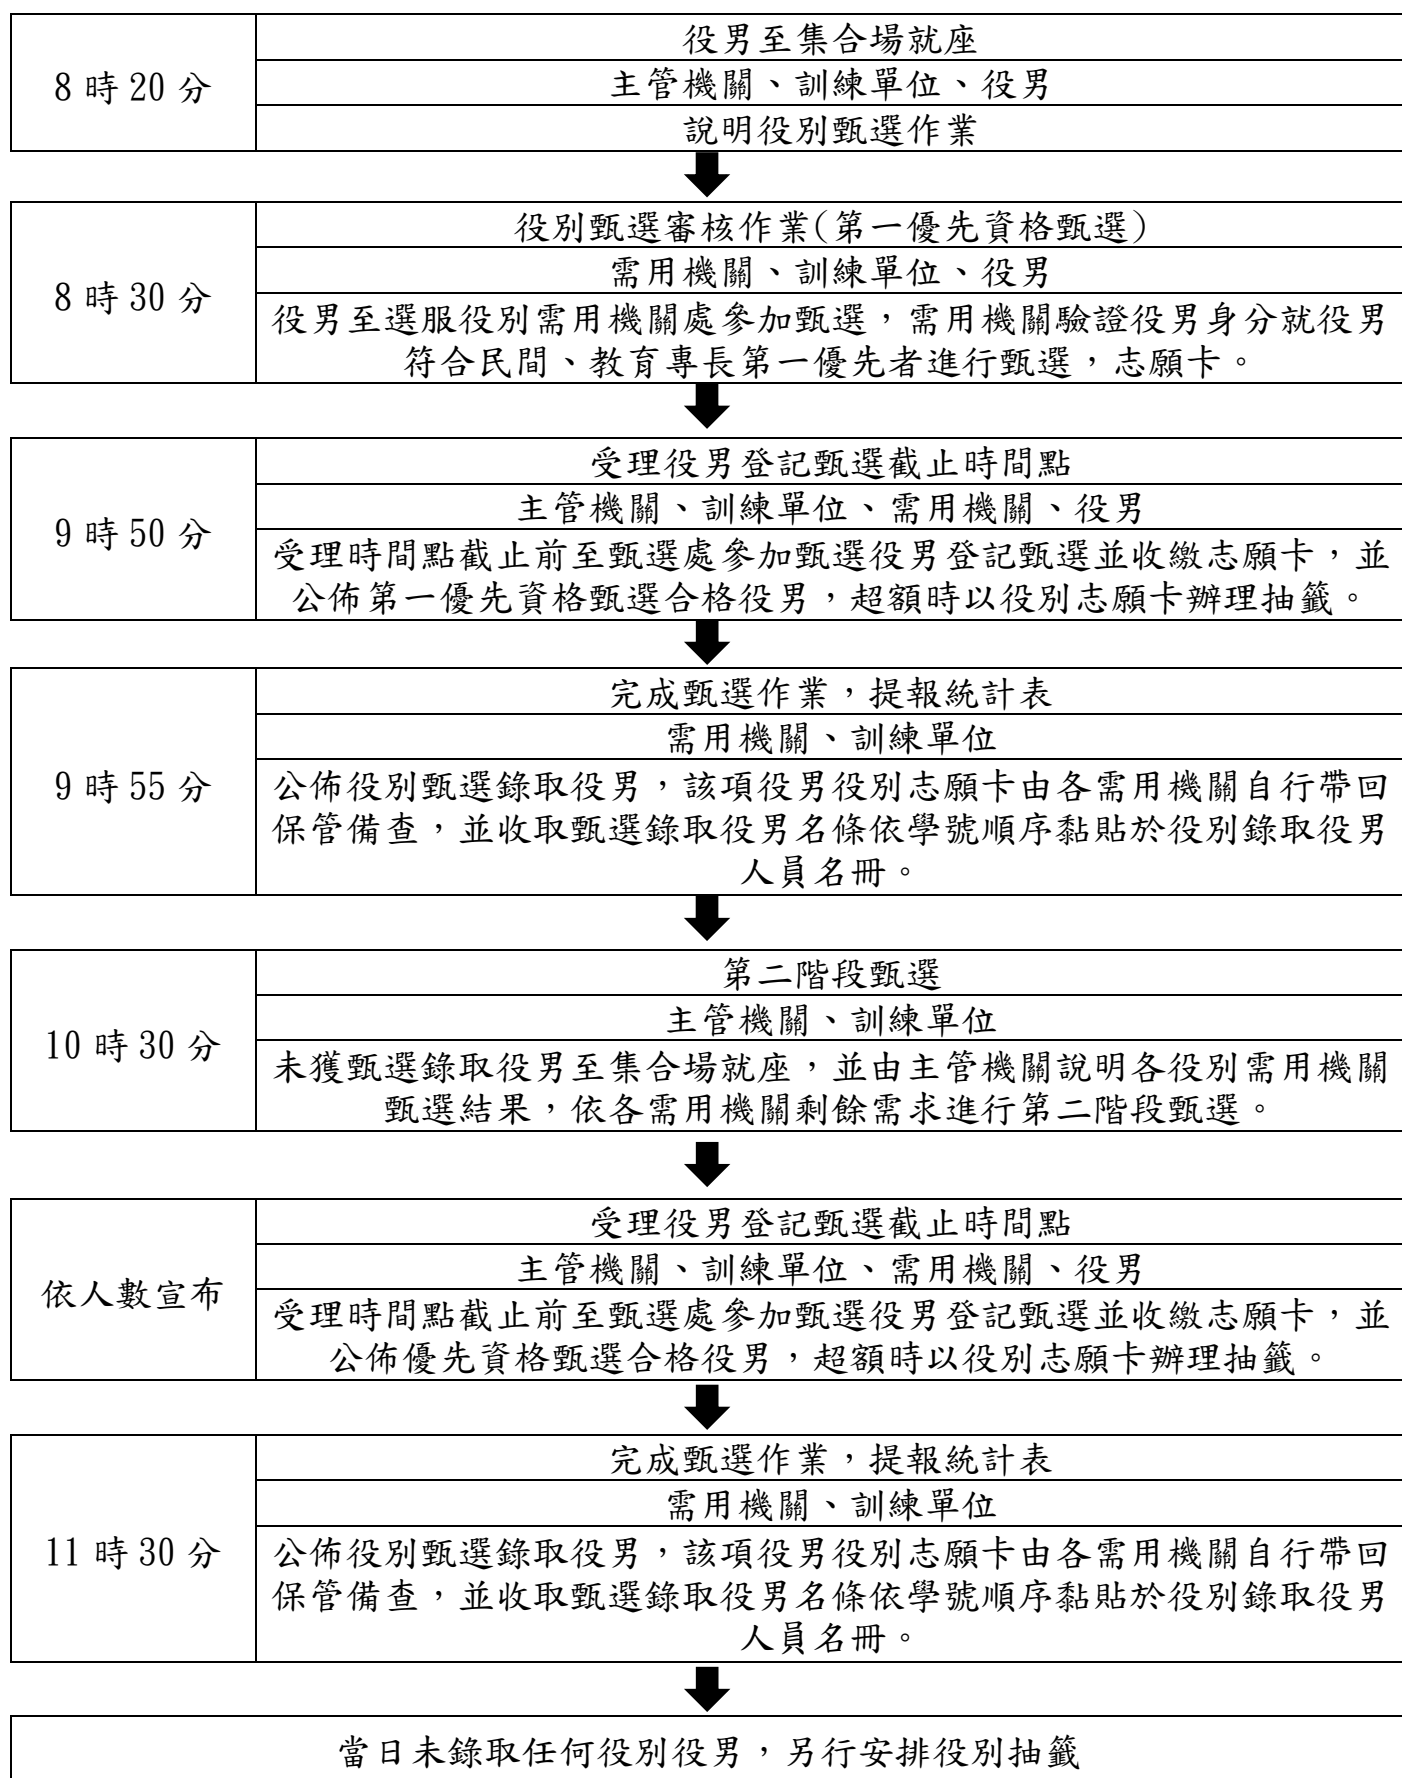 8 時 20 分
役男至集合場就座
主管機關、訓練單位、役男
說明役別甄選作業
8 時 30 分
役別甄選審核作業(第一優先資格甄選)
需用機關、訓練單位、役男
役男至選服役別需用機關處參加甄選，需用機關驗證役男身分就役男
符合民間、教育專長第一優先者進行甄選，志願卡。
9 時 50 分
受理役男登記甄選截止時間點
主管機關、訓練單位、需用機關、役男
受理時間點截止前至甄選處參加甄選役男登記甄選並收繳志願卡，並
公佈第一優先資格甄選合格役男，超額時以役別志願卡辦理抽籤。
9 時 55 分
完成甄選作業，提報統計表
需用機關、訓練單位
公佈役別甄選錄取役男，該項役男役別志願卡由各需用機關自行帶回
保管備查，並收取甄選錄取役男名條依學號順序黏貼於役別錄取役男
人員名冊。
10 時 30 分
第二階段甄選
主管機關、訓練單位
未獲甄選錄取役男至集合場就座，並由主管機關說明各役別需用機關
甄選結果，依各需用機關剩餘需求進行第二階段甄選。
依人數宣布
受理役男登記甄選截止時間點
主管機關、訓練單位、需用機關、役男
受理時間點截止前至甄選處參加甄選役男登記甄選並收繳志願卡，並
公佈優先資格甄選合格役男，超額時以役別志願卡辦理抽籤。
11 時 30 分
完成甄選作業，提報統計表
需用機關、訓練單位
公佈役別甄選錄取役男，該項役男役別志願卡由各需用機關自行帶回
保管備查，並收取甄選錄取役男名條依學號順序黏貼於役別錄取役男
人員名冊。
當日未錄取任何役別役男，另行安排役別抽籤